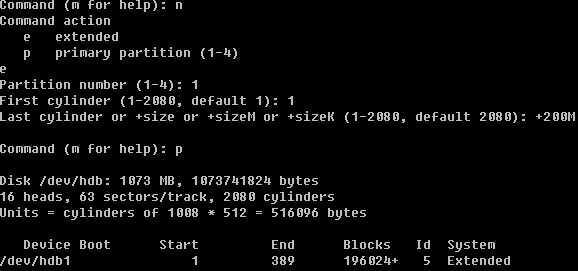 Command (m for help): n
Command action
   e   extended
   p   primary partition (1-4)
e
Partition number (1-4): 1
First cylinder (1-2080, default 1): 1
Last cylinder or +size or +sizeM or +sizeK (1-2080, default 2080): +200M
Command (m for help): p
Disk /dev/hdb: 1073 MB, 1073741824 bytes
16 heads, 63 sectors/track, 2080 cylinders
Units = cylinders of 1008 * 512 = 516096 bytes
   Device Boot      Start         End      Blocks   Id  System
/dev/hdb1               1         389      196024+   5  Extended